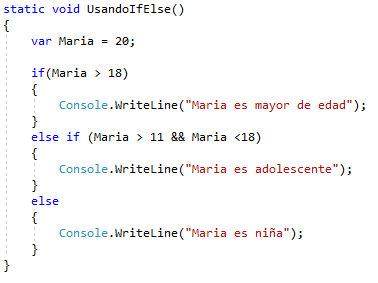 static void UsandoIfElse()
{
var Maria = 20;
if(Maria > 18)
{
Console.WriteLine("Maria es mayor de edad");
}
else if (Maria > 11 && Maria <18)
{
Console.WriteLine("Maria es adolescente");
}
else
{
Console.WriteLine("Maria es niña");
}
}